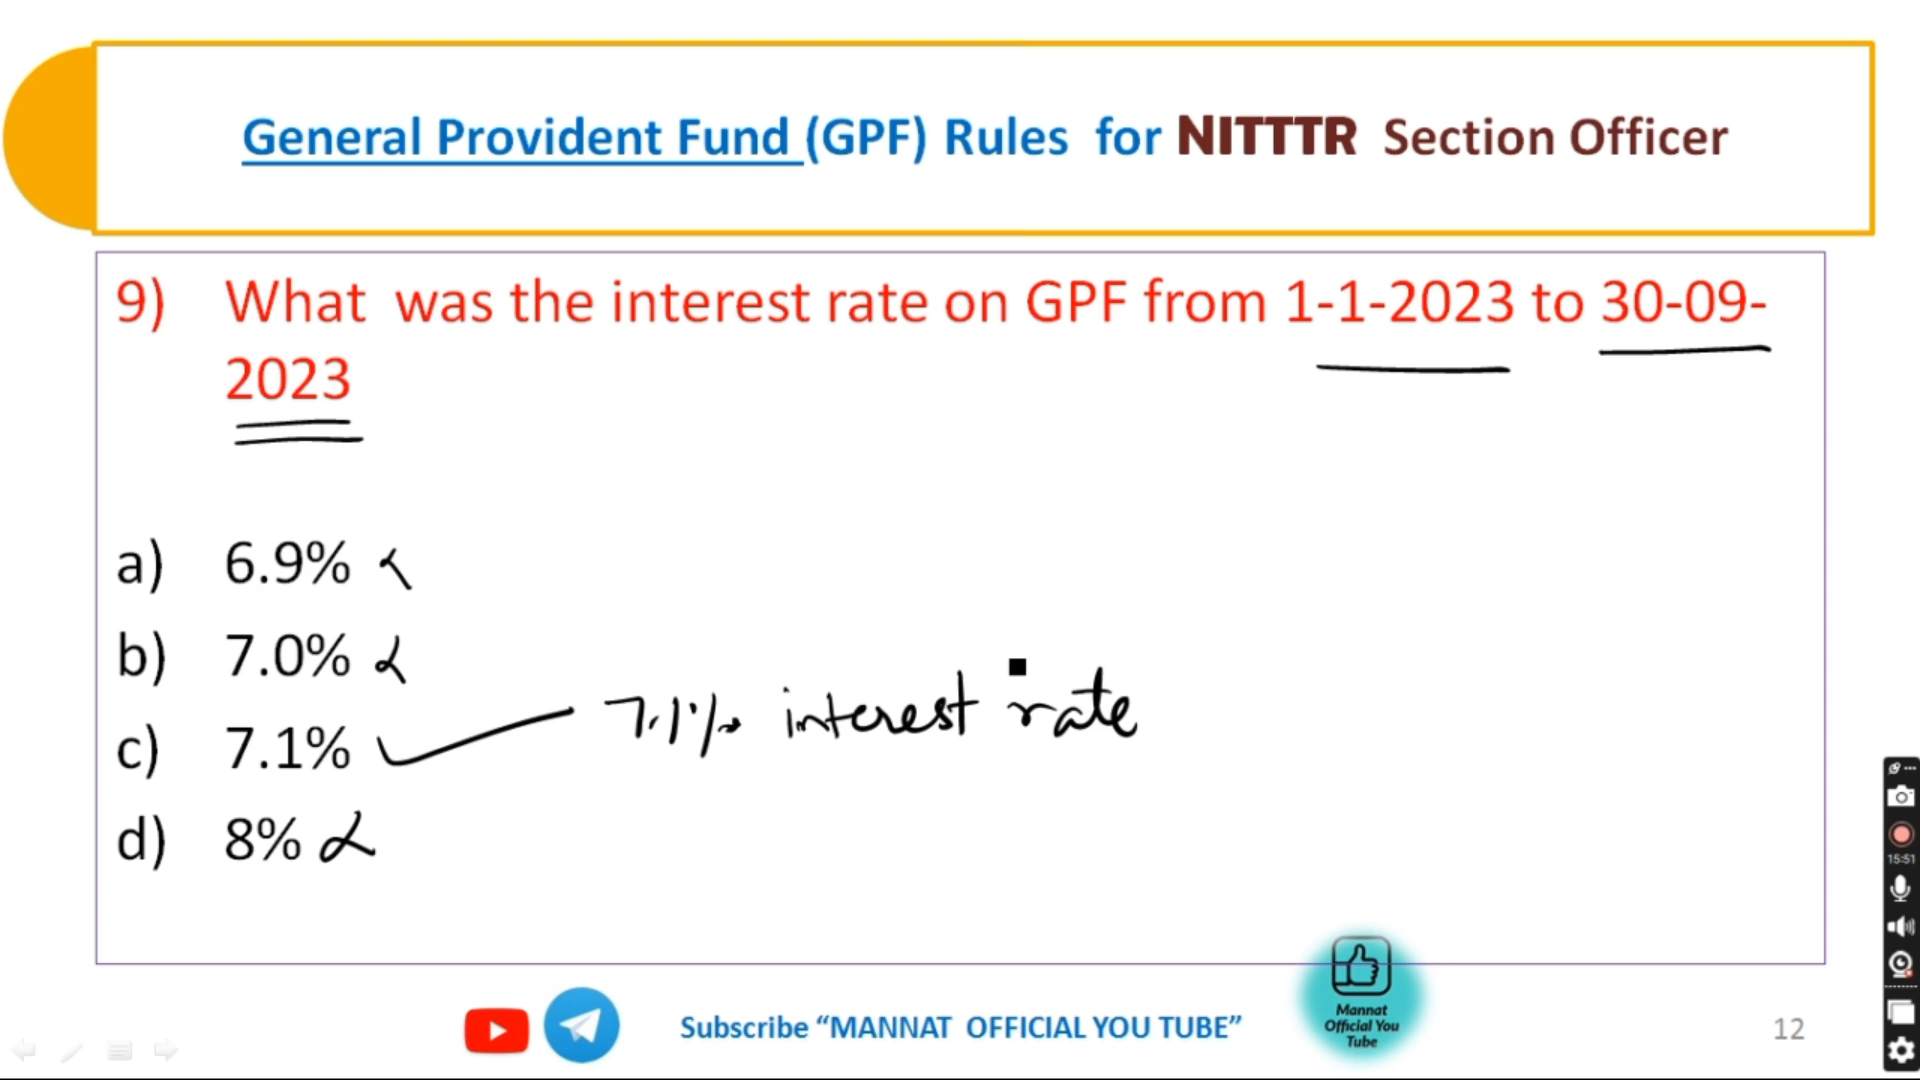 General Provident Fund (GPF) Rules for NITTTR Section Officer
9) What was the interest rate on GPF from 1-1-2023 to 30-09-
2023
a) 6.9%
b) 7.0%
c) 7.1%
7.1% interest rate
d) 8%
Subscribe “MANNAT OFFICIAL YOU TUBE”
Mannat
Official You
Tube
12
15:51